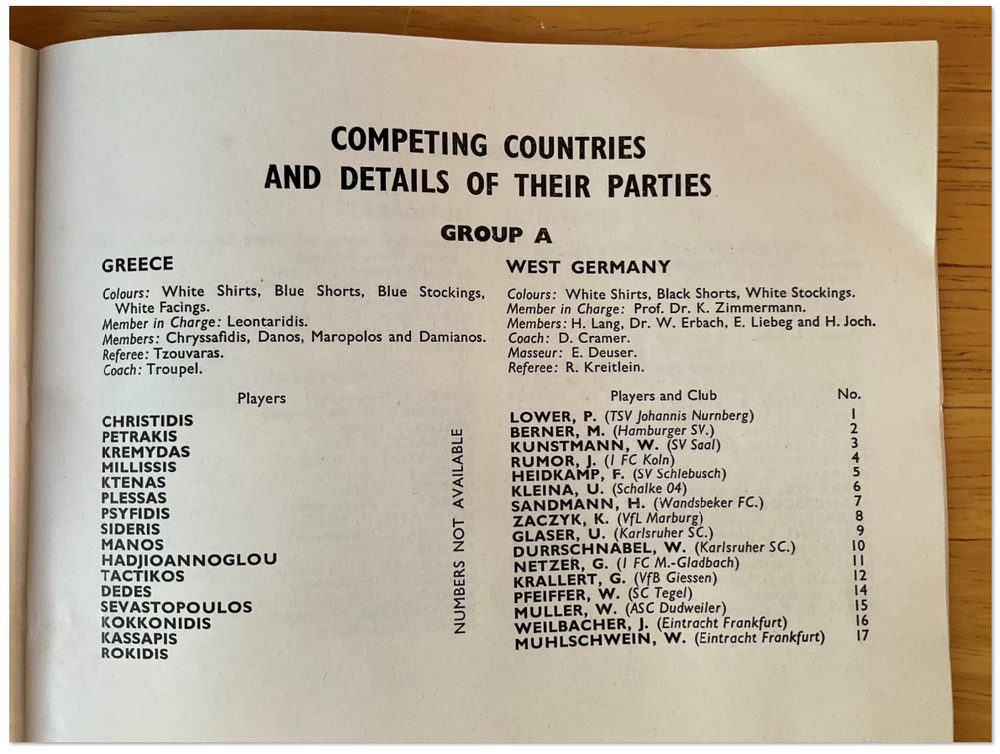 COMPETING COUNTRIES
AND DETAILS OF THEIR PARTIES
GROUP A
GREECE
Colours: White Shirts, Blue Shorts, Blue Stockings,
White Facings.
Member in Charge: Leontaridis.
Members: Chryssafidis, Danos, Maropolos and Damianos.
Referee: Tzouvaras.
Coach: Troupel.
Players
CHRISTIDIS
PETRAKIS
KREMYDAS
MILLISSIS
KTENAS
PLESSAS
PSYFIDIS
SIDERIS
MANOS
HADJIOANNOGLOU
TACTIKOS
DEDES
SEVASTOPOULOS
KOKKONIDIS
KASSAPIS
ROKIDIS
NUMBERS NOT AVAILABLE
WEST GERMANY
Colours: White Shirts, Black Shorts, White Stockings.
Member in Charge: Prof. Dr. K. Zimmermann.
Members: H. Lang, Dr. W. Erbach, E. Liebeg and H. Joch.
Coach: D. Cramer.
Masseur: E. Deuser.
Referee: R. Kreitlein.
Players and Club No.
LOWER, P. (TSV Johannis Nurnberg) 1
BERNER, M. (Hamburger SV.) 2
KUNSTMANN, W. (SV Saal) 3
RUMOR, J. (I FC Koln) 4
HEIDKAMP, F. (SV Schlebusch) 5
KLEINA, U. (Schalke 04) 6
SANDMANN, H. (Wandsbeker FC.) 7
ZACZYK, K. (VfL Marburg) 8
GLASER, U. (Karlsruher SC.) 9
DURRSCHNABEL, W. (Karlsruher SC.) 10
NETZER, G. (I FC M.-Gladbach) 11
KRALLERT, G. (VfB Giessen) 12
PFEIFFER, W. (SC Tegel) 14
MULLER, W. (ASC Dudweiler) 15
WEILBACHER, J. (Eintracht Frankfurt) 16
MUHLSCHWEIN, W. (Eintracht Frankfurt) 17